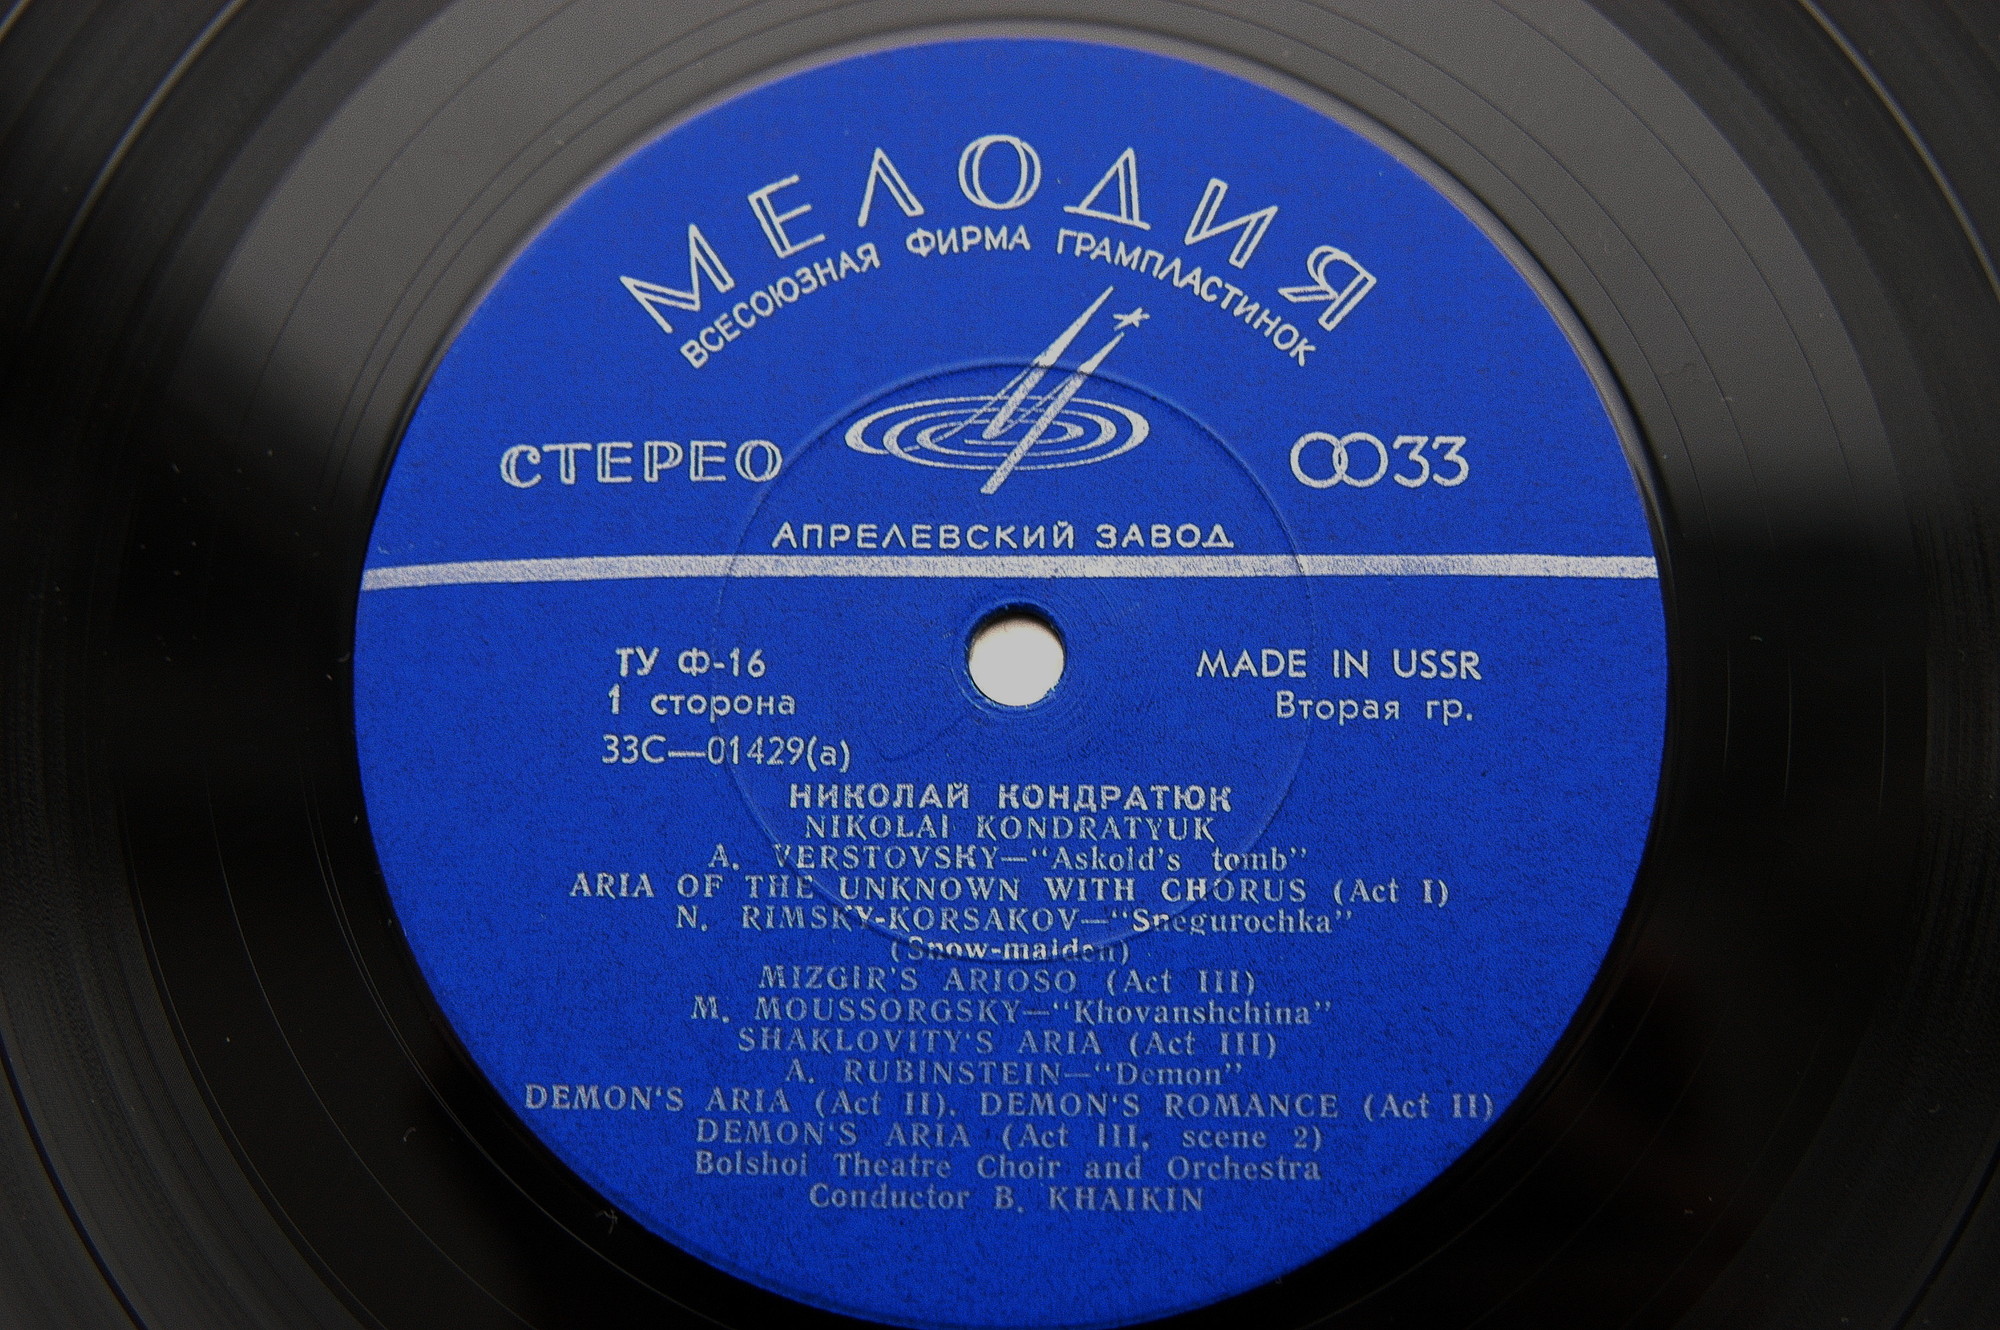 МЕЛОДИЯ
ВСЕСОЮЗНАЯ ФИРМА ГРАМПЛАСТИНОК
СТЕРЕО
OO33
АПРЕЛЕВСКИЙ ЗАВОД
ТУ Ф-16
MADE IN USSR
1 сторона
Вторая гр.
33С—01429(а)
НИКОЛАЙ КОНДРАТЮК
NIKOLAI KONDRATYUK
A. VERSTOVSKY—“Askold's tomb”
ARIA OF THE UNKNOWN WITH CHORUS (Act I)
N. RIMSKY-KORSAKOV—“Snegurochka”
(Snow-maiden)
MIZGIR'S ARIOSO (Act III)
M. MOUSSORGSKY—“Khovanshchina”
SHAKLOVITY'S ARIA (Act III)
A. RUBINSTEIN—“Demon”
DEMON'S ARIA (Act II). DEMON'S ROMANCE (Act II)
DEMON'S ARIA (Act III, scene 2)
Bolshoi Theatre Choir and Orchestra
Conductor B. KHAIKIN